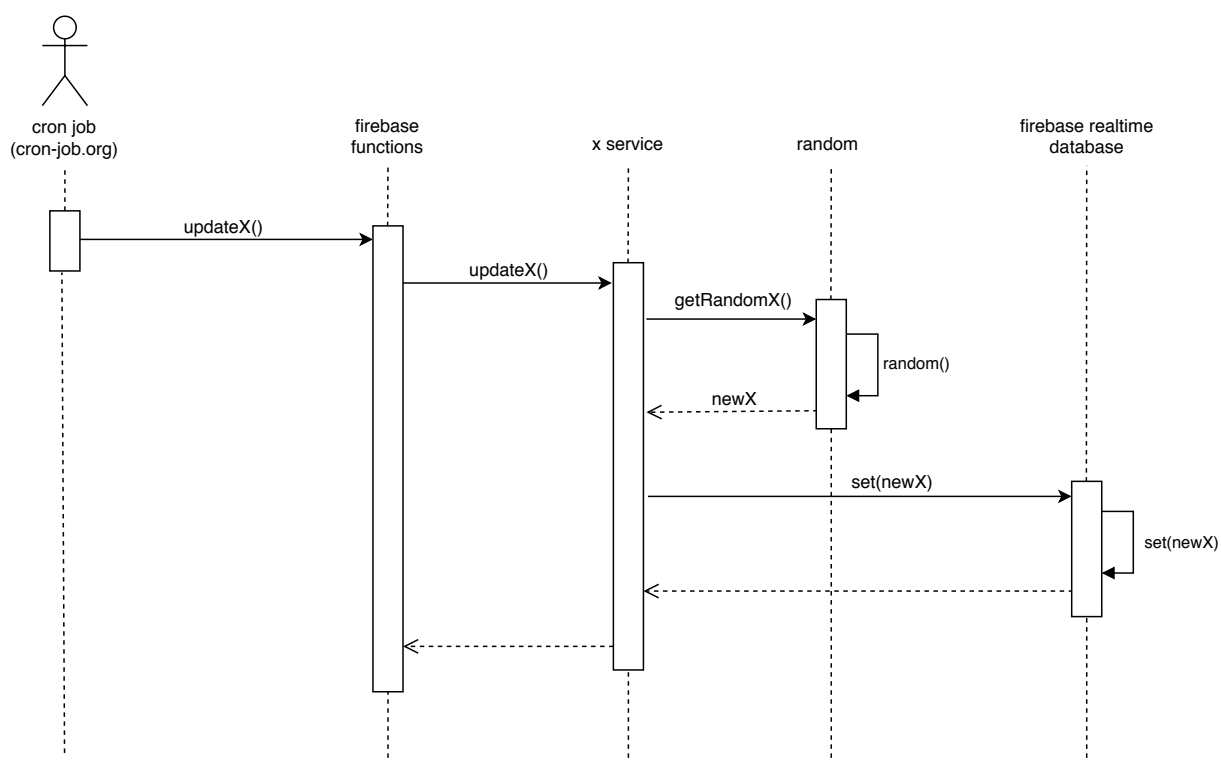 cron job
(cron-job.org)
firebase
functions
x service
random
firebase realtime
database
updateX()
updateX()
getRandomX()
random()
newX
set(newX)
set(newX)